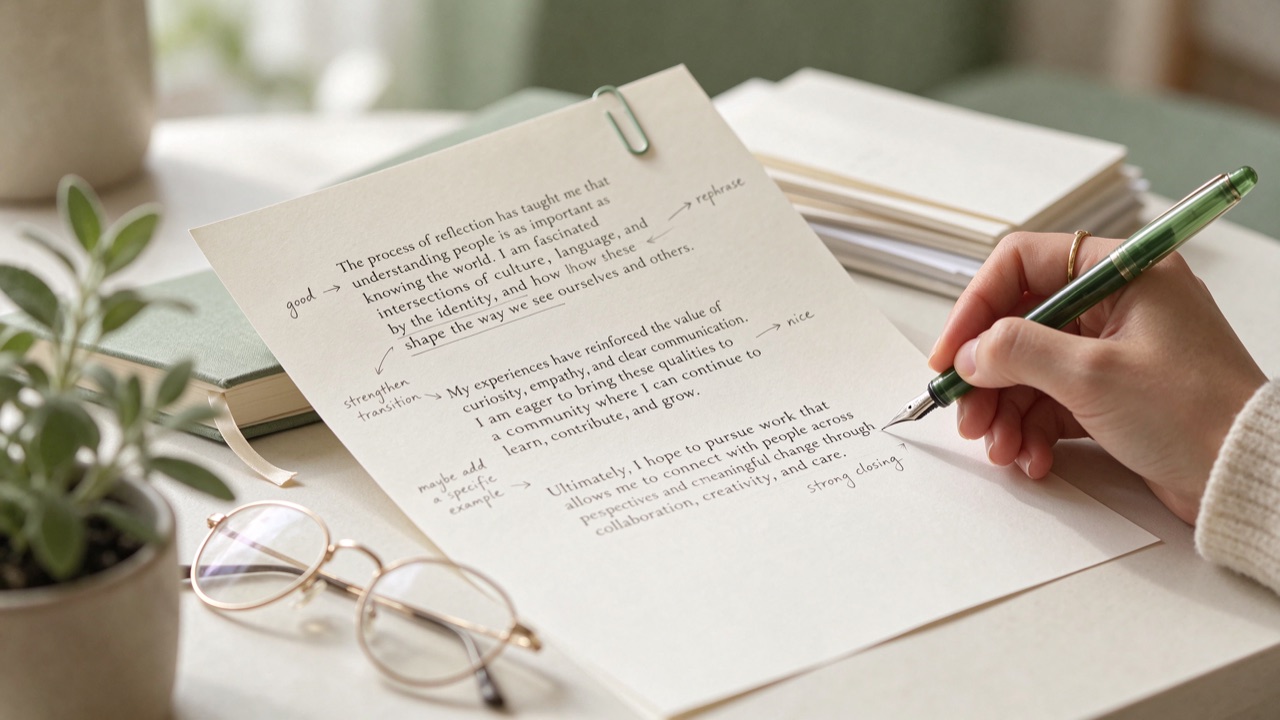 The process of reflection has taught me that
understanding people is as important as
knowing the world. I am fascinated
intersections of culture, language, and
by the identity, and how how these
shape the way we see ourselves and others.
good
rephrase
strengthen
transition
My experiences have reinforced the value of
curiosity, empathy, and clear communication.
I am eager to bring these qualities to
a community where I can continue to
learn, contribute, and grow.
nice
maybe add
a specific
example
Ultimately, I hope to pursue work that
allows me to connect with people across
pespectives and cneaningful change through
collaboration, creativity, and care.
strong closing